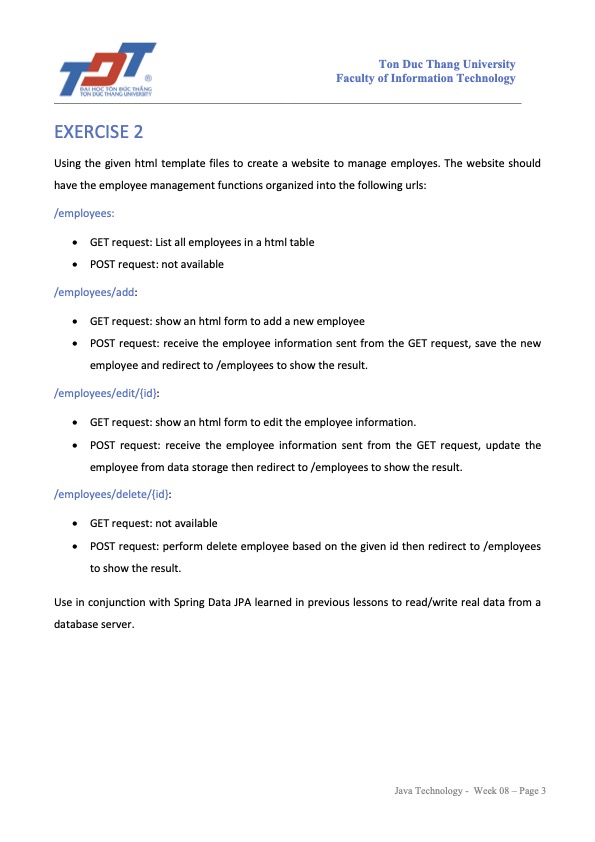 TDT
®
ĐẠI HỌC TÔN ĐỨC THẮNG
TON DUC THANG UNIVERSITY
Ton Duc Thang University
Faculty of Information Technology
EXERCISE 2
Using the given html template files to create a website to manage employes. The website should
have the employee management functions organized into the following urls:
/employees:
• GET request: List all employees in a html table
• POST request: not available
/employees/add:
• GET request: show an html form to add a new employee
• POST request: receive the employee information sent from the GET request, save the new
employee and redirect to /employees to show the result.
/employees/edit/{id}:
• GET request: show an html form to edit the employee information.
• POST request: receive the employee information sent from the GET request, update the
employee from data storage then redirect to /employees to show the result.
/employees/delete/{id}:
• GET request: not available
• POST request: perform delete employee based on the given id then redirect to /employees
to show the result.
Use in conjunction with Spring Data JPA learned in previous lessons to read/write real data from a
database server.
Java Technology - Week 08 – Page 3